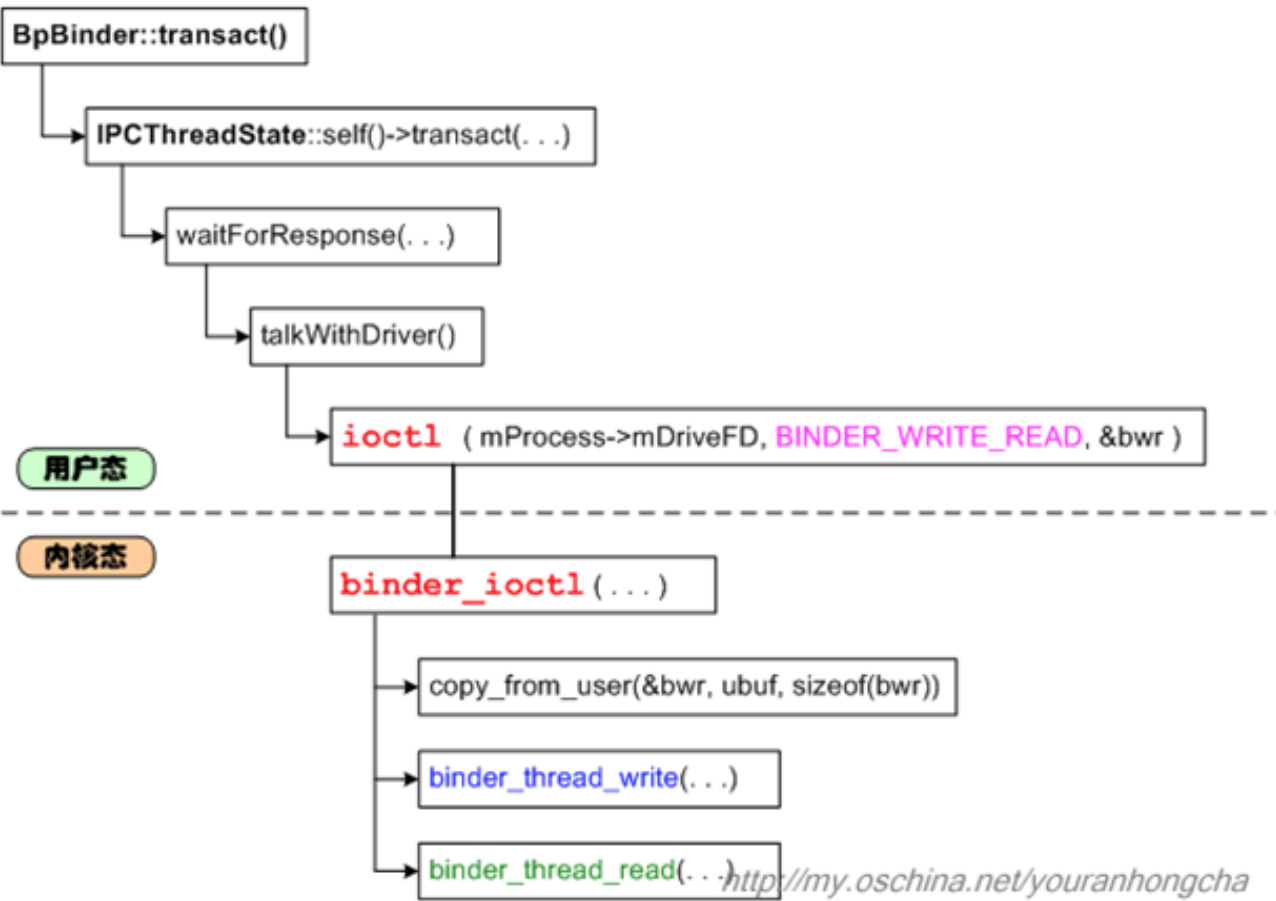 BpBinder::transact()
IPCThreadState::self()->transact(. . .)
waitForResponse(. . .)
talkWithDriver()
ioctl ( mProcess->mDriveFD, BINDER_WRITE_READ, &bwr )
用户态
内核态
binder_ioctl(...)
copy_from_user(&bwr, ubuf, sizeof(bwr))
binder_thread_write(. . .)
binder_thread_read(. . .)
http://my.oschina.net/youranhongcha